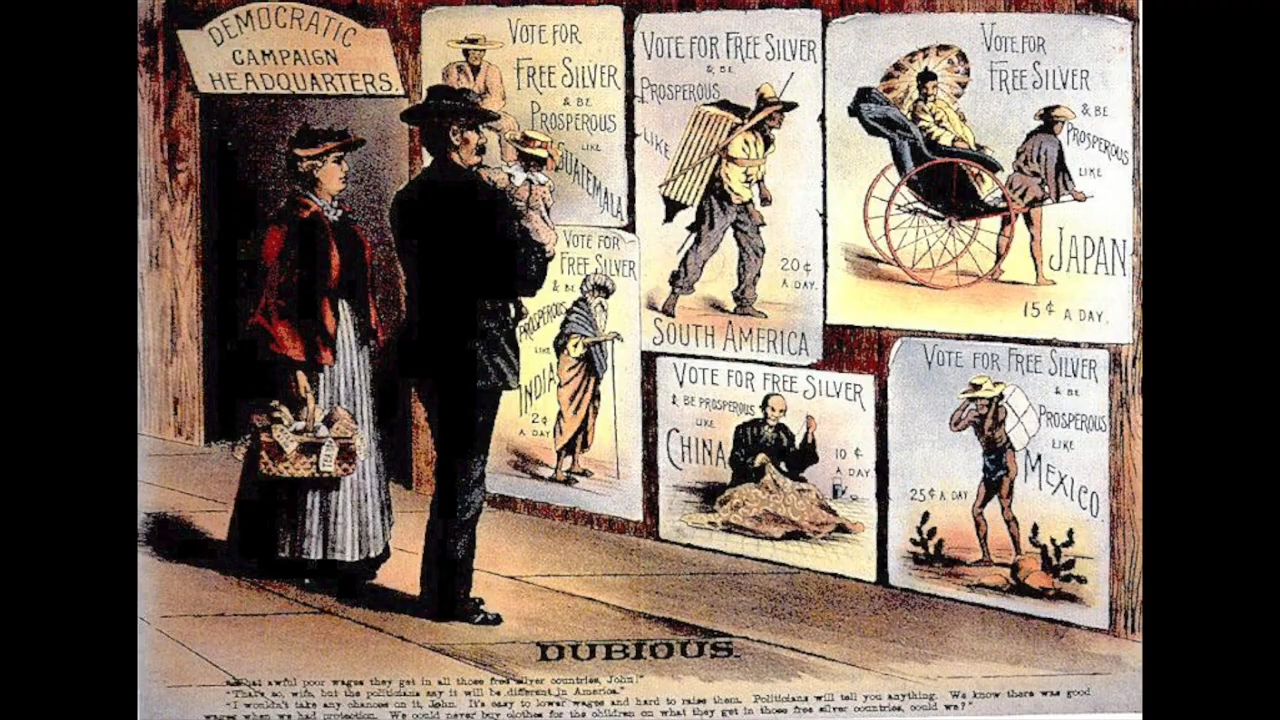 DEMOCRATIC
CAMPAIGN
HEADQUARTERS.
VOTE FOR
FREE SILVER
& BE
PROSPEROUS
LIKE
GUATEMALA
VOTE FOR FREE SILVER
& BE
PROSPEROUS
LIKE
20¢
A DAY.
SOUTH AMERICA
VOTE FOR
FREE SILVER
& BE
PROSPEROUS
LIKE
JAPAN
15¢ A DAY.
VOTE FOR
FREE SILVER
& BE
PROSPEROUS
LIKE
INDIA
2¢
A DAY
VOTE FOR FREE SILVER
& BE PROSPEROUS
LIKE
CHINA
10 ¢
A DAY
VOTE FOR FREE SILVER
& BE
PROSPEROUS
LIKE
MEXICO.
25¢ A DAY
DUBIOUS.
awful poor wages they get in all those free silver countries, John!"
"That's so, wife, but the politicians say it will be different in America."
"I wouldn't take any chances on it, John. It's easy to lower wages and hard to raise them. Politicians will tell you anything. We know there was good
wages when we had protection. We could never buy clothes for the children on what they get in those free silver countries, could we?"